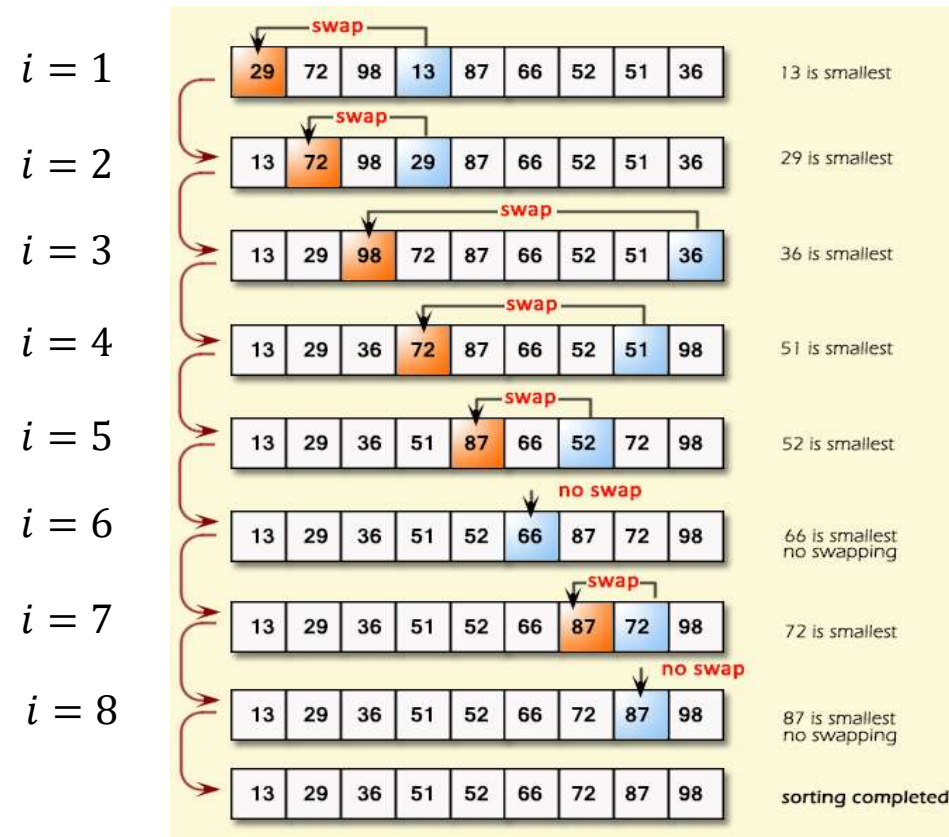 swap
i = 1 29 72 98 13 87 66 52 51 36 13 is smallest
swap
i = 2 13 72 98 29 87 66 52 51 36 29 is smallest
swap
i = 3 13 29 98 72 87 66 52 51 36 36 is smallest
swap
i = 4 13 29 36 72 87 66 52 51 98 51 is smallest
swap
i = 5 13 29 36 51 87 66 52 72 98 52 is smallest
no swap
i = 6 13 29 36 51 52 66 87 72 98 66 is smallest
no swapping
swap
i = 7 13 29 36 51 52 66 87 72 98 72 is smallest
no swap
i = 8 13 29 36 51 52 66 72 87 98 87 is smallest
no swapping
13 29 36 51 52 66 72 87 98 sorting completed